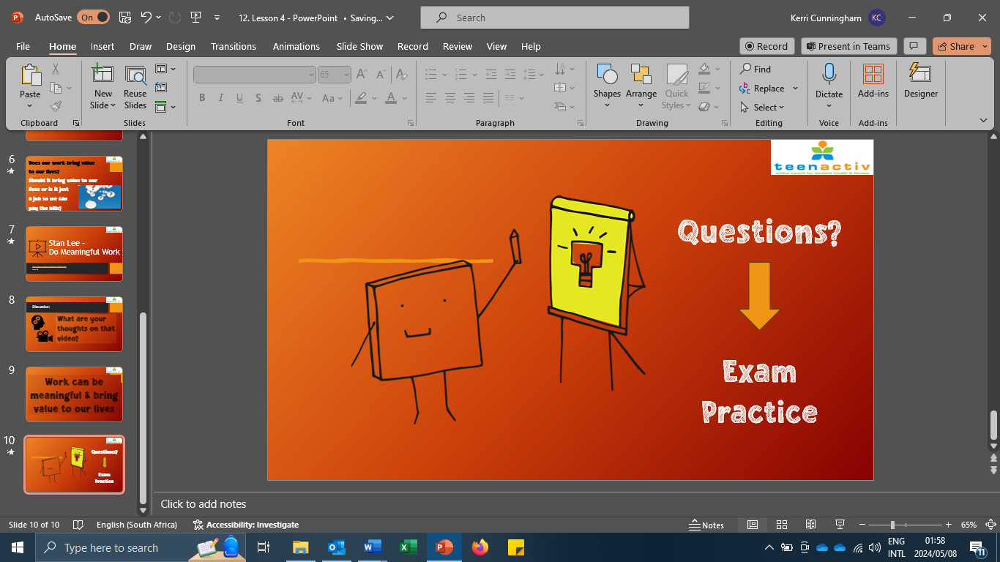 AutoSave On 12. Lesson 4 - PowerPoint • Saving... Search Kerri Cunningham KC
File Home Insert Draw Design Transitions Animations Slide Show Record Review View Help Record Present in Teams Share
Paste New Slide Reuse Slides 65 Shapes Arrange Quick Styles Find Replace Select Dictate Add-ins Designer
Clipboard Slides Font Paragraph Drawing Editing Voice Add-ins
6
Does our work bring value
to our lives?
Should it bring value to our
lives or is it just
a job so we can
pay the bills?
7
Stan Lee -
Do Meaningful Work
8
Discussion:
What are your
thoughts on that
video?
9
Work can be
meaningful & bring
value to our lives
10
Questions?
Exam
Practice
teenactiv
online centre for student health & fitness
Questions?
Exam
Practice
Click to add notes
Slide 10 of 10 English (South Africa) Accessibility: Investigate Notes 65%
Type here to search ENG 01:58
INTL 2024/05/08 11